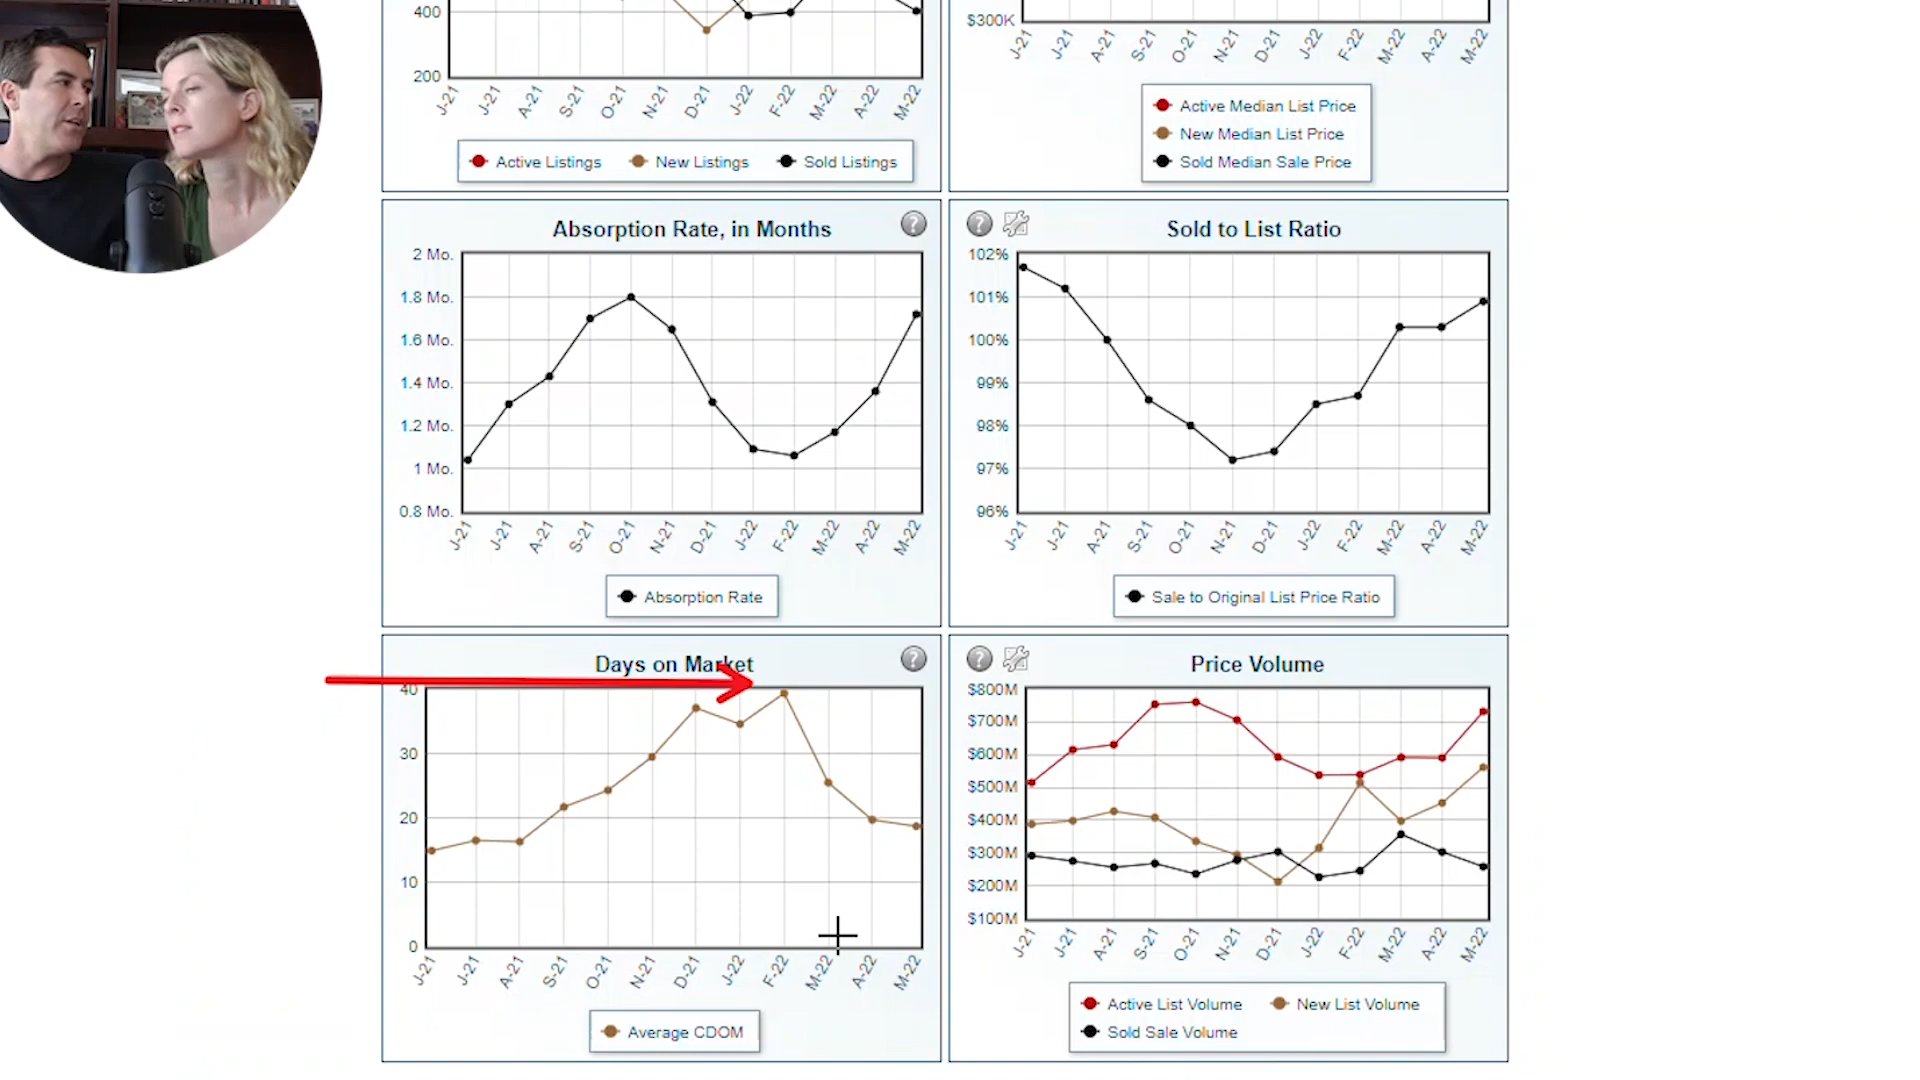 400
200
J-21 J-21 A-21 S-21 O-21 N-21 D-21 J-22 F-22 M-22 A-22 M-22
Active Listings New Listings Sold Listings
$300K
J-21 J-21 A-21 S-21 O-21 N-21 D-21 J-22 F-22 M-22 A-22 M-22
Active Median List Price
New Median List Price
Sold Median Sale Price
Absorption Rate, in Months
?
2 Mo.
1.8 Mo.
1.6 Mo.
1.4 Mo.
1.2 Mo.
1 Mo.
0.8 Mo.
J-21 J-21 A-21 S-21 O-21 N-21 D-21 J-22 F-22 M-22 A-22 M-22
Absorption Rate
?
Sold to List Ratio
102%
101%
100%
99%
98%
97%
96%
J-21 J-21 A-21 S-21 O-21 N-21 D-21 J-22 F-22 M-22 A-22 M-22
Sale to Original List Price Ratio
Days on Market
?
40
30
20
10
0
J-21 J-21 A-21 S-21 O-21 N-21 D-21 J-22 F-22 M-22 A-22 M-22
Average CDOM
?
Price Volume
$800M
$700M
$600M
$500M
$400M
$300M
$200M
$100M
J-21 J-21 A-21 S-21 O-21 N-21 D-21 J-22 F-22 M-22 A-22 M-22
Active List Volume New List Volume
Sold Sale Volume